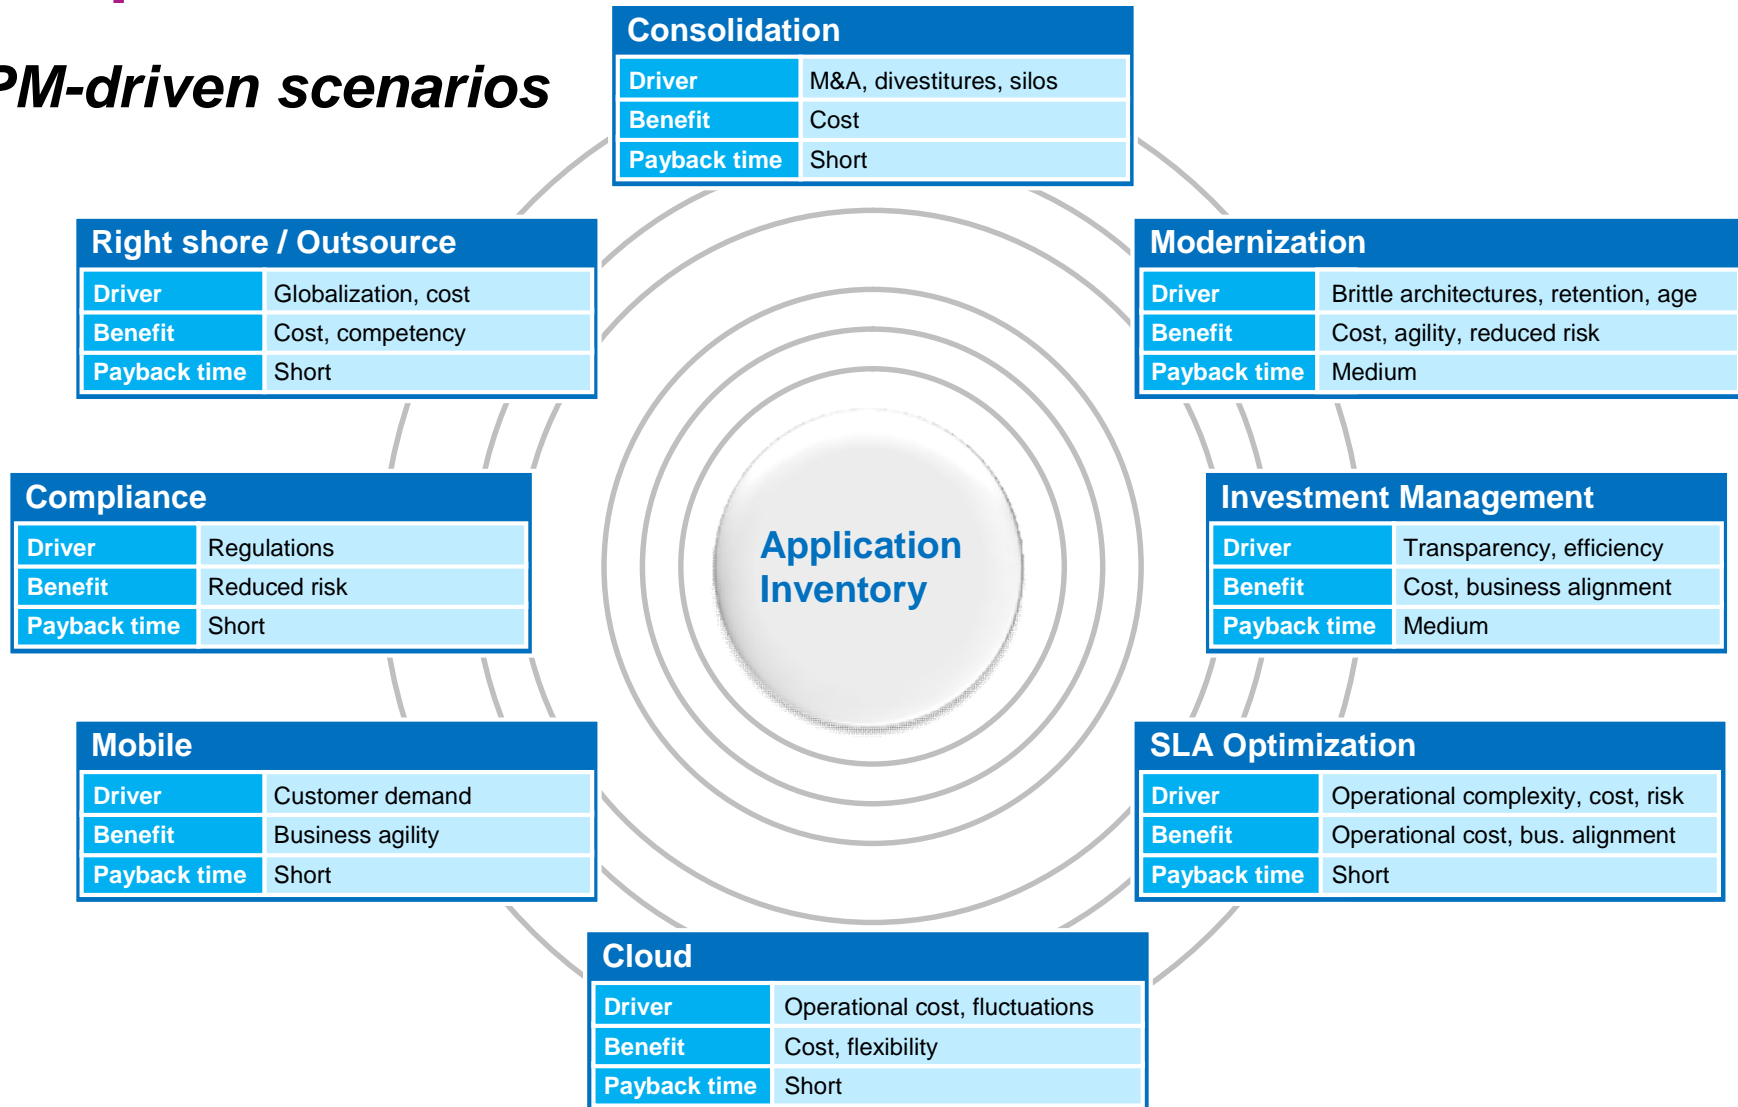 PM-driven scenarios
Consolidation
Driver M&A, divestitures, silos
Benefit Cost
Payback time Short
Right shore / Outsource
Driver Globalization, cost
Benefit Cost, competency
Payback time Short
Modernization
Driver Brittle architectures, retention, age
Benefit Cost, agility, reduced risk
Payback time Medium
Compliance
Driver Regulations
Benefit Reduced risk
Payback time Short
Application
Inventory
Investment Management
Driver Transparency, efficiency
Benefit Cost, business alignment
Payback time Medium
Mobile
Driver Customer demand
Benefit Business agility
Payback time Short
SLA Optimization
Driver Operational complexity, cost, risk
Benefit Operational cost, bus. alignment
Payback time Short
Cloud
Driver Operational cost, fluctuations
Benefit Cost, flexibility
Payback time Short